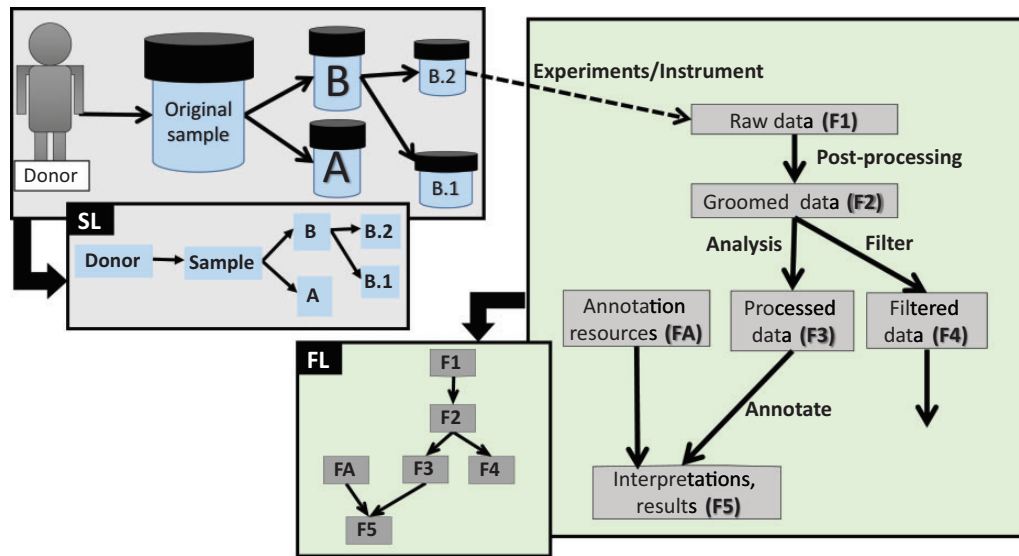 Donor
Original
sample
B
A
B.2
B.1
SL
Donor
Sample
B
A
B.2
B.1
Experiments/Instrument
Raw data (F1)
Post-processing
Groomed data (F2)
Analysis
Filter
Annotation
resources (FA)
Processed
data (F3)
Filtered
data (F4)
Annotate
Interpretations,
results (F5)
FL
F1
F2
FA
F3
F4
F5